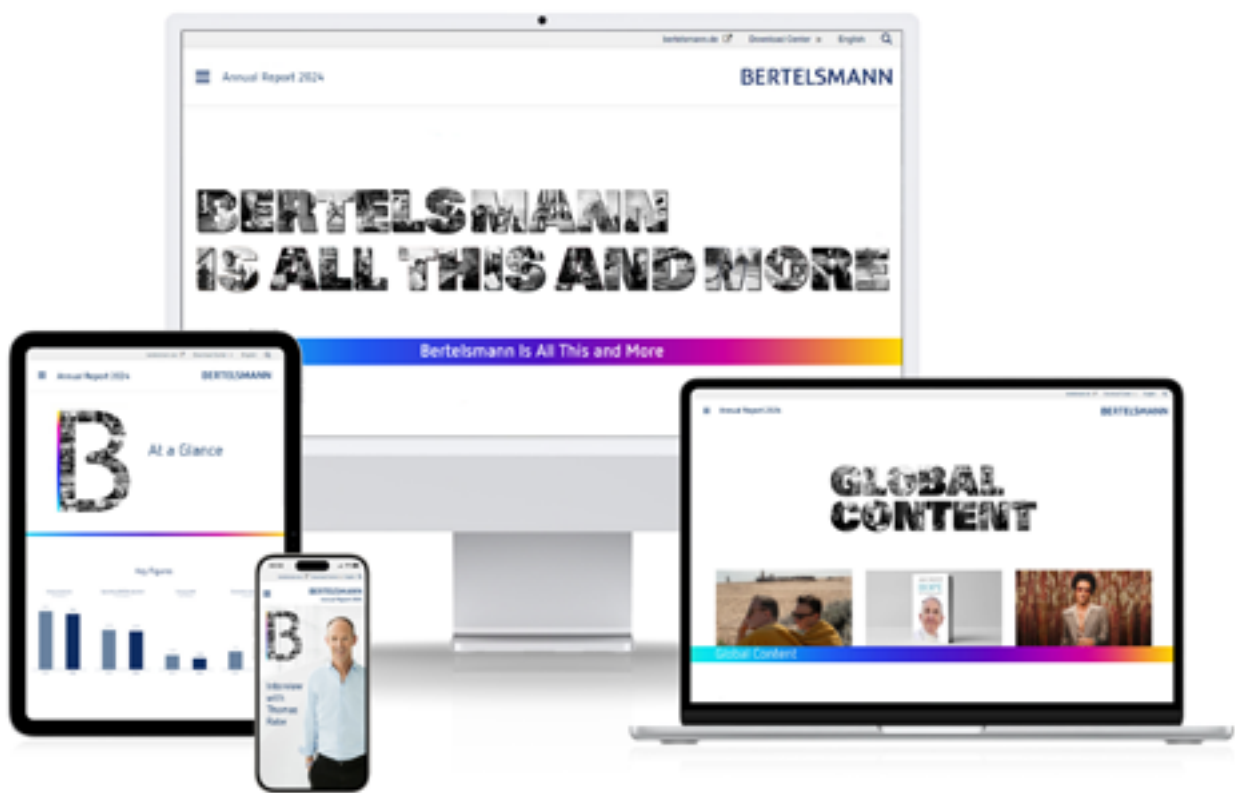 bertelsmann.de Download Center English
Annual Report 2024 BERTELSMANN
BERTELSMANN
IS ALL THIS AND MORE
Bertelsmann Is All This and More
Annual Report 2024 BERTELSMANN
At a Glance
Key Figures
BERTELSMANN
Annual Report 2024
Interview
with
Thomas
Rabe
Annual Report 2024 BERTELSMANN
GLOBAL
CONTENT
Global Content